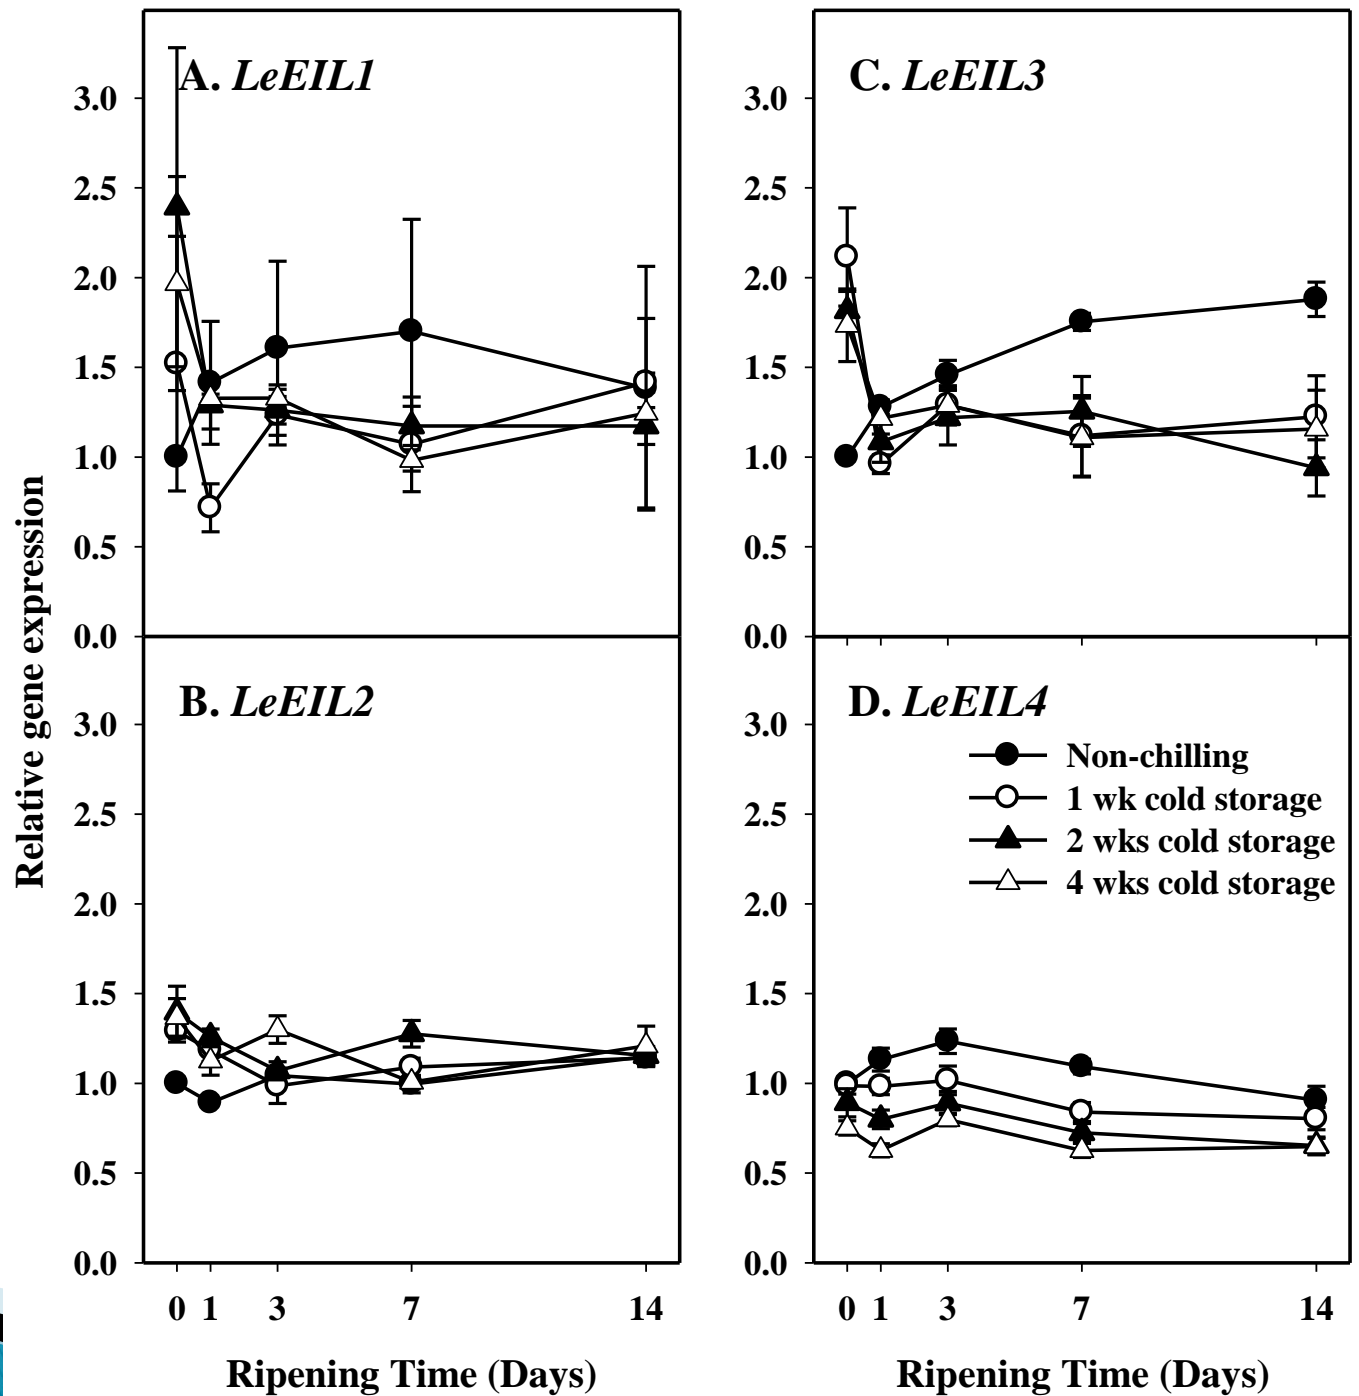 A. LeEIL1
3.0
2.5
2.0
1.5
1.0
0.5
0.0
C. LeEIL3
3.0
2.5
2.0
1.5
1.0
0.5
0.0
Relative gene expression
B. LeEIL2
3.0
2.5
2.0
1.5
1.0
0.5
0.0
0 1 3 7 14
Ripening Time (Days)
D. LeEIL4
Non-chilling
1 wk cold storage
2 wks cold storage
4 wks cold storage
3.0
2.5
2.0
1.5
1.0
0.5
0.0
0 1 3 7 14
Ripening Time (Days)